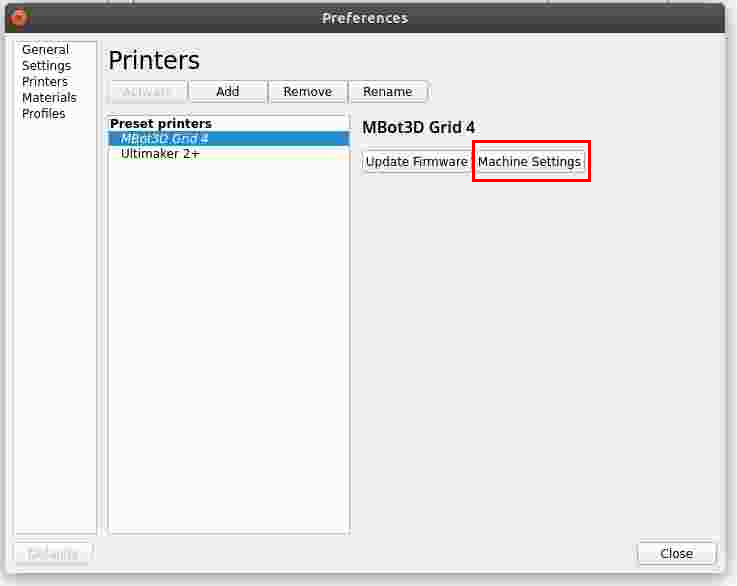 Preferences
General
Settings
Printers
Materials
Profiles
Printers
Activate
Add
Remove
Rename
Preset printers
MBot3D Grid 4
Ultimaker 2+
MBot3D Grid 4
Update Firmware
Machine Settings
Defaults
Close